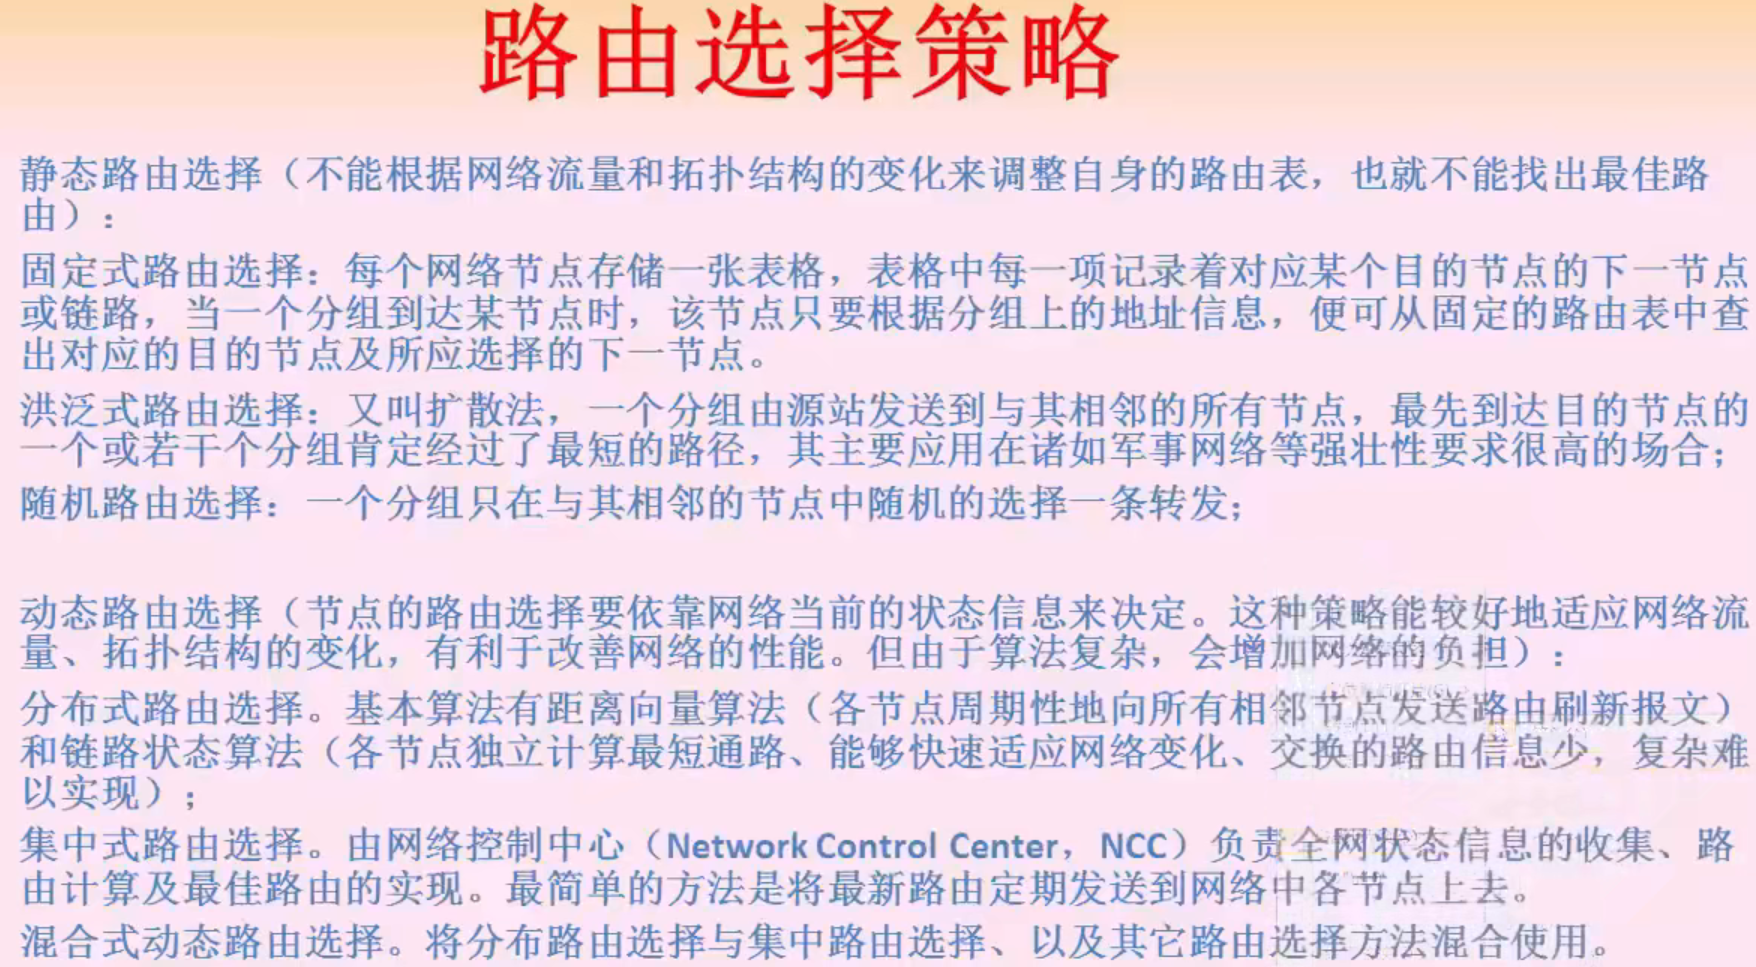 路由选择策略
静态路由选择（不能根据网络流量和拓扑结构的变化来调整自身的路由表，也就不能找出最佳路
由）：
固定式路由选择：每个网络节点存储一张表格，表格中每一项记录着对应某个目的节点的下一节点
或链路，当一个分组到达某节点时，该节点只要根据分组上的地址信息，便可从固定的路由表中查
出对应的目的节点及所应选择的下一节点。
洪泛式路由选择：又叫扩散法，一个分组由源站发送到与其相邻的所有节点，最先到达目的节点的
一个或若干个分组肯定经过了最短的路径，其主要应用在诸如军事网络等强壮性要求很高的场合；
随机路由选择：一个分组只在与其相邻的节点中随机的选择一条转发；
动态路由选择（节点的路由选择要依靠网络当前的状态信息来决定。这种策略能较好地适应网络流
量、拓扑结构的变化，有利于改善网络的性能。但由于算法复杂，会增加网络的负担）：
分布式路由选择。基本算法有距离向量算法（各节点周期性地向所有相邻节点发送路由刷新报文）
和链路状态算法（各节点独立计算最短通路、能够快速适应网络变化、交换的路由信息少，复杂难
以实现）；
集中式路由选择。由网络控制中心（Network Control Center，NCC）负责全网状态信息的收集、路
由计算及最佳路由的实现。最简单的方法是将最新路由定期发送到网络中各节点上去。
混合式动态路由选择。将分布路由选择与集中路由选择、以及其它路由选择方法混合使用。